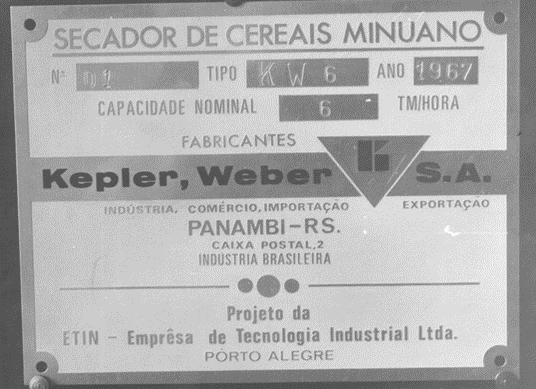 SECADOR DE CEREAIS MINUANO
Nº 01 TIPO KW 6 ANO 1967
CAPACIDADE NOMINAL 6 TM/HORA
FABRICANTES
Kepler, Weber S.A.
INDÚSTRIA, COMÉRCIO, IMPORTAÇÃO EXPORTAÇÃO
PANAMBI-RS.
CAIXA POSTAL, 2
INDÚSTRIA BRASILEIRA
Projeto da
ETIN - Emprêsa de Tecnologia Industrial Ltda.
PÔRTO ALEGRE